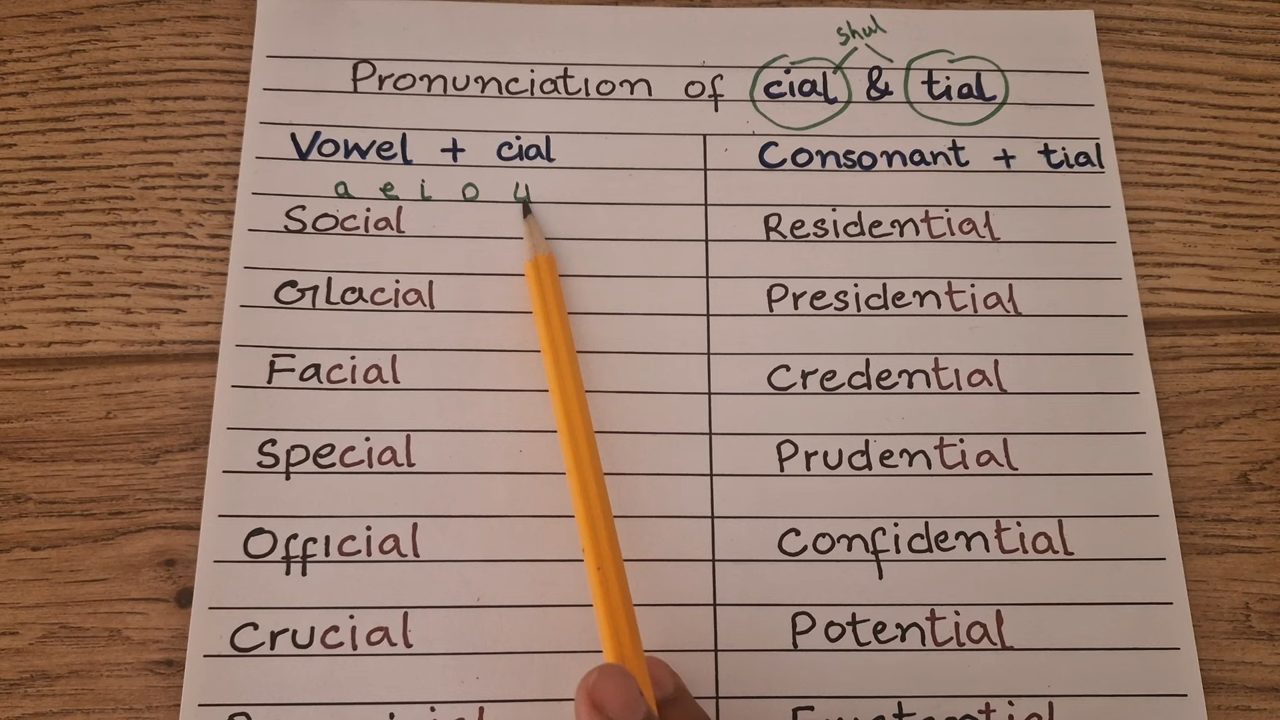 shul
Pronunciation of cial & tial
Vowel + cial Consonant + tial
a e i o u
Social Residential
Glacial Presidential
Facial Credential
Special Prudential
Official Confidential
Crucial Potential